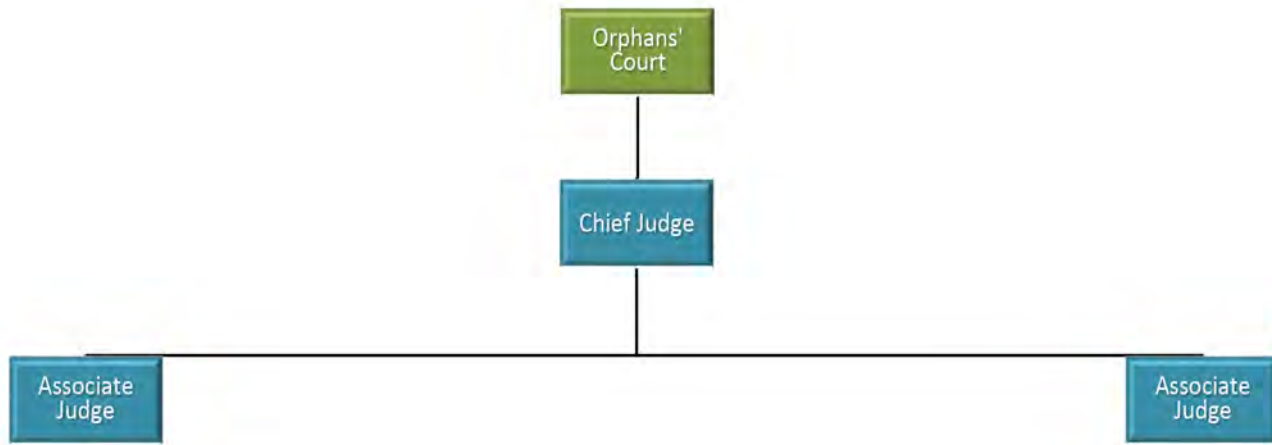 Orphans'
Court
Chief Judge
Associate
Judge
Associate
Judge